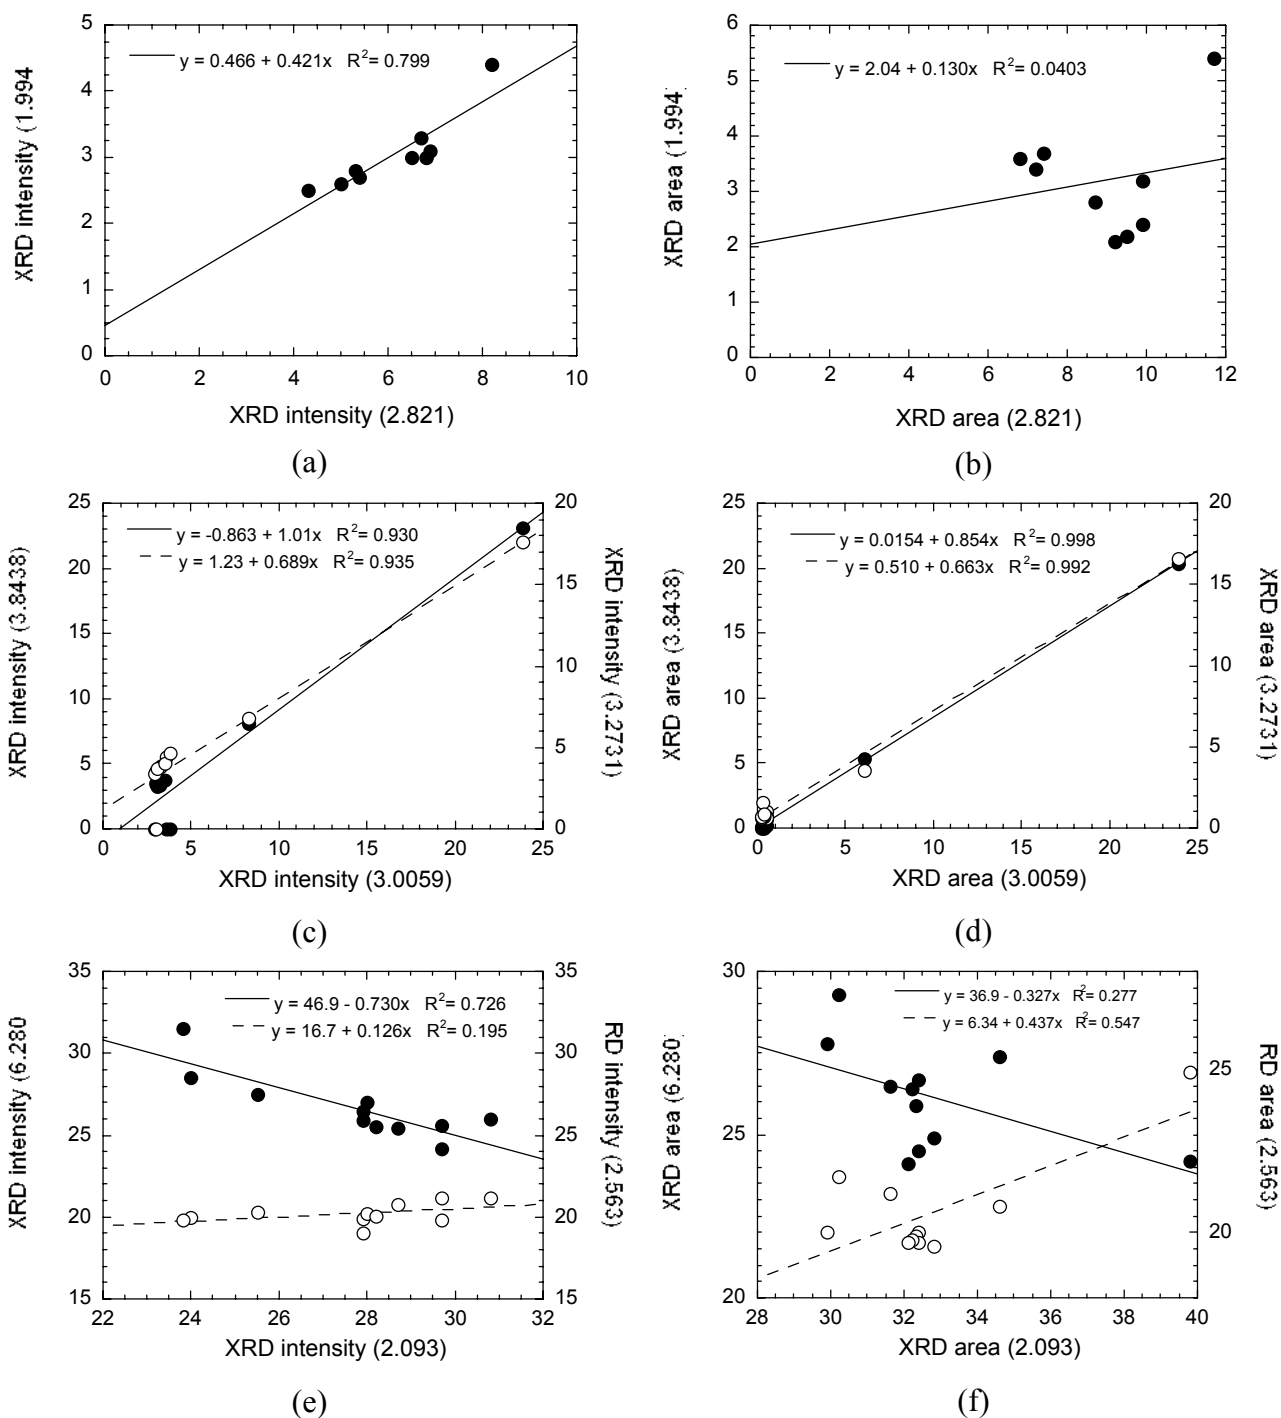 y = 0.466 + 0.421x R²= 0.799
XRD intensity (1.994
5
4
3
2
1
0
0 2 4 6 8 10
XRD intensity (2.821)
(a)
y = 2.04 + 0.130x R²= 0.0403
XRD area (1.994)
6
5
4
3
2
1
0
0 2 4 6 8 10 12
XRD area (2.821)
(b)
y = -0.863 + 1.01x R²= 0.930
y = 1.23 + 0.689x R²= 0.935
XRD intensity (3.8438)
25
20
15
10
5
0
XRD intensity (3.2731)
20
15
10
5
0
0 5 10 15 20 25
XRD intensity (3.0059)
(c)
y = 0.0154 + 0.854x R²= 0.998
y = 0.510 + 0.663x R²= 0.992
XRD area (3.8438)
25
20
15
10
5
0
XRD area (3.2731)
20
15
10
5
0
0 5 10 15 20 25
XRD area (3.0059)
(d)
y = 46.9 - 0.730x R²= 0.726
y = 16.7 + 0.126x R²= 0.195
XRD intensity (6.280
35
30
25
20
15
RD intensity (2.563)
35
30
25
20
15
22 24 26 28 30 32
XRD intensity (2.093)
(e)
y = 36.9 - 0.327x R²= 0.277
y = 6.34 + 0.437x R²= 0.547
XRD area (6.280)
30
25
20
RD area (2.563)
25
20
28 30 32 34 36 38 40
XRD area (2.093)
(f)